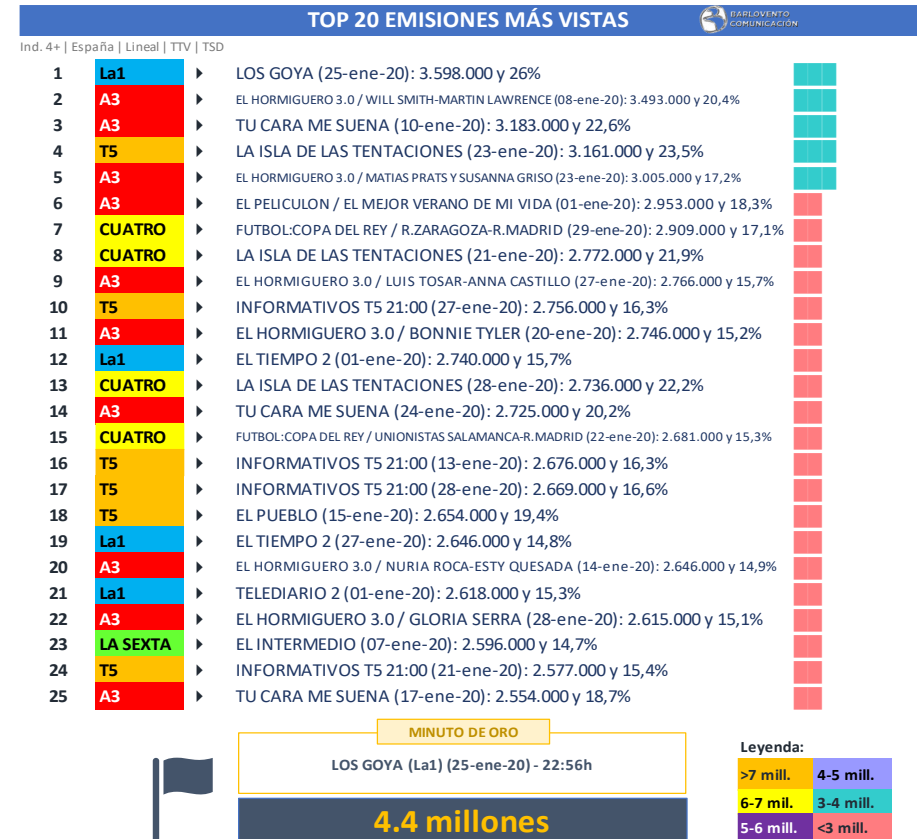 TOP 20 EMISIONES MÁS VISTAS
BARLOVENTO
COMUNICACIÓN
Ind. 4+ | España | Lineal | TTV | TSD
1 La1 LOS GOYA (25-ene-20): 3.598.000 y 26%
2 A3 EL HORMIGUERO 3.0 / WILL SMITH-MARTIN LAWRENCE (08-ene-20): 3.493.000 y 20,4%
3 A3 TU CARA ME SUENA (10-ene-20): 3.183.000 y 22,6%
4 T5 LA ISLA DE LAS TENTACIONES (23-ene-20): 3.161.000 y 23,5%
5 A3 EL HORMIGUERO 3.0 / MATIAS PRATS Y SUSANNA GRISO (23-ene-20): 3.005.000 y 17,2%
6 A3 EL PELICULON / EL MEJOR VERANO DE MI VIDA (01-ene-20): 2.953.000 y 18,3%
7 CUATRO FUTBOL:COPA DEL REY / R.ZARAGOZA-R.MADRID (29-ene-20): 2.909.000 y 17,1%
8 CUATRO LA ISLA DE LAS TENTACIONES (21-ene-20): 2.772.000 y 21,9%
9 A3 EL HORMIGUERO 3.0 / LUIS TOSAR-ANNA CASTILLO (27-ene-20): 2.766.000 y 15,7%
10 T5 INFORMATIVOS T5 21:00 (27-ene-20): 2.756.000 y 16,3%
11 A3 EL HORMIGUERO 3.0 / BONNIE TYLER (20-ene-20): 2.746.000 y 15,2%
12 La1 EL TIEMPO 2 (01-ene-20): 2.740.000 y 15,7%
13 CUATRO LA ISLA DE LAS TENTACIONES (28-ene-20): 2.736.000 y 22,2%
14 A3 TU CARA ME SUENA (24-ene-20): 2.725.000 y 20,2%
15 CUATRO FUTBOL:COPA DEL REY / UNIONISTAS SALAMANCA-R.MADRID (22-ene-20): 2.681.000 y 15,3%
16 T5 INFORMATIVOS T5 21:00 (13-ene-20): 2.676.000 y 16,3%
17 T5 INFORMATIVOS T5 21:00 (28-ene-20): 2.669.000 y 16,6%
18 T5 EL PUEBLO (15-ene-20): 2.654.000 y 19,4%
19 La1 EL TIEMPO 2 (27-ene-20): 2.646.000 y 14,8%
20 A3 EL HORMIGUERO 3.0 / NURIA ROCA-ESTY QUESADA (14-ene-20): 2.646.000 y 14,9%
21 La1 TELEDIARIO 2 (01-ene-20): 2.618.000 y 15,3%
22 A3 EL HORMIGUERO 3.0 / GLORIA SERRA (28-ene-20): 2.615.000 y 15,1%
23 LA SEXTA EL INTERMEDIO (07-ene-20): 2.596.000 y 14,7%
24 T5 INFORMATIVOS T5 21:00 (21-ene-20): 2.577.000 y 15,4%
25 A3 TU CARA ME SUENA (17-ene-20): 2.554.000 y 18,7%
MINUTO DE ORO
LOS GOYA (La1) (25-ene-20) - 22:56h
4.4 millones
Leyenda:
>7 mill. 4-5 mill.
6-7 mil. 3-4 mill.
5-6 mill. <3 mill.